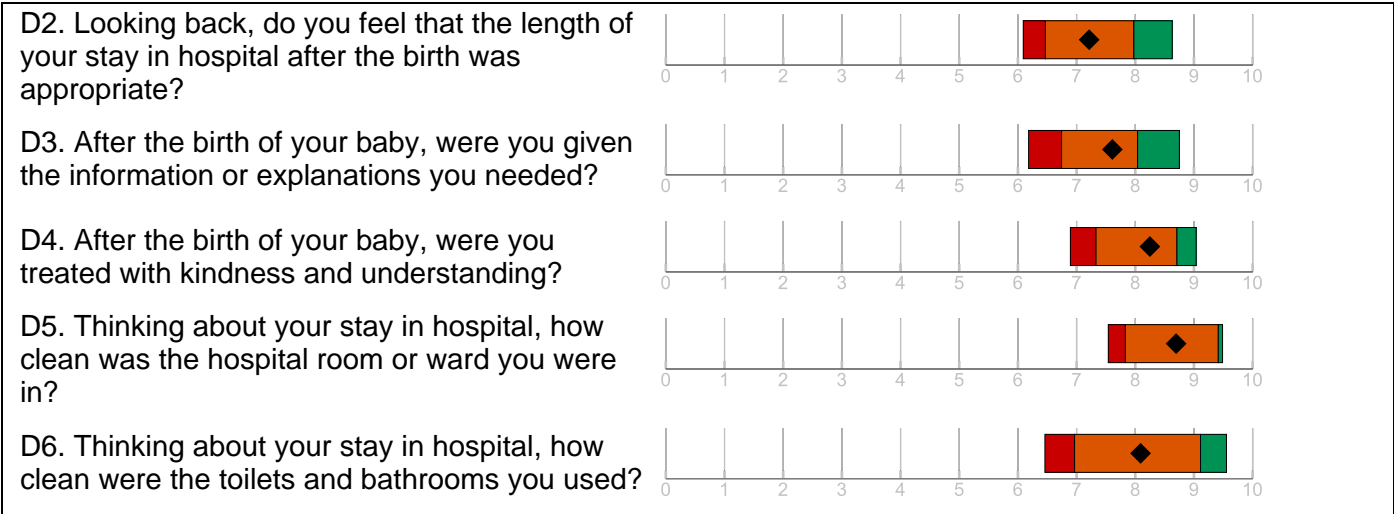 D2. Looking back, do you feel that the length of
your stay in hospital after the birth was
appropriate?
0 1 2 3 4 5 6 7 8 9 10
D3. After the birth of your baby, were you given
the information or explanations you needed?
0 1 2 3 4 5 6 7 8 9 10
D4. After the birth of your baby, were you
treated with kindness and understanding?
0 1 2 3 4 5 6 7 8 9 10
D5. Thinking about your stay in hospital, how
clean was the hospital room or ward you were
in?
0 1 2 3 4 5 6 7 8 9 10
D6. Thinking about your stay in hospital, how
clean were the toilets and bathrooms you used?
0 1 2 3 4 5 6 7 8 9 10